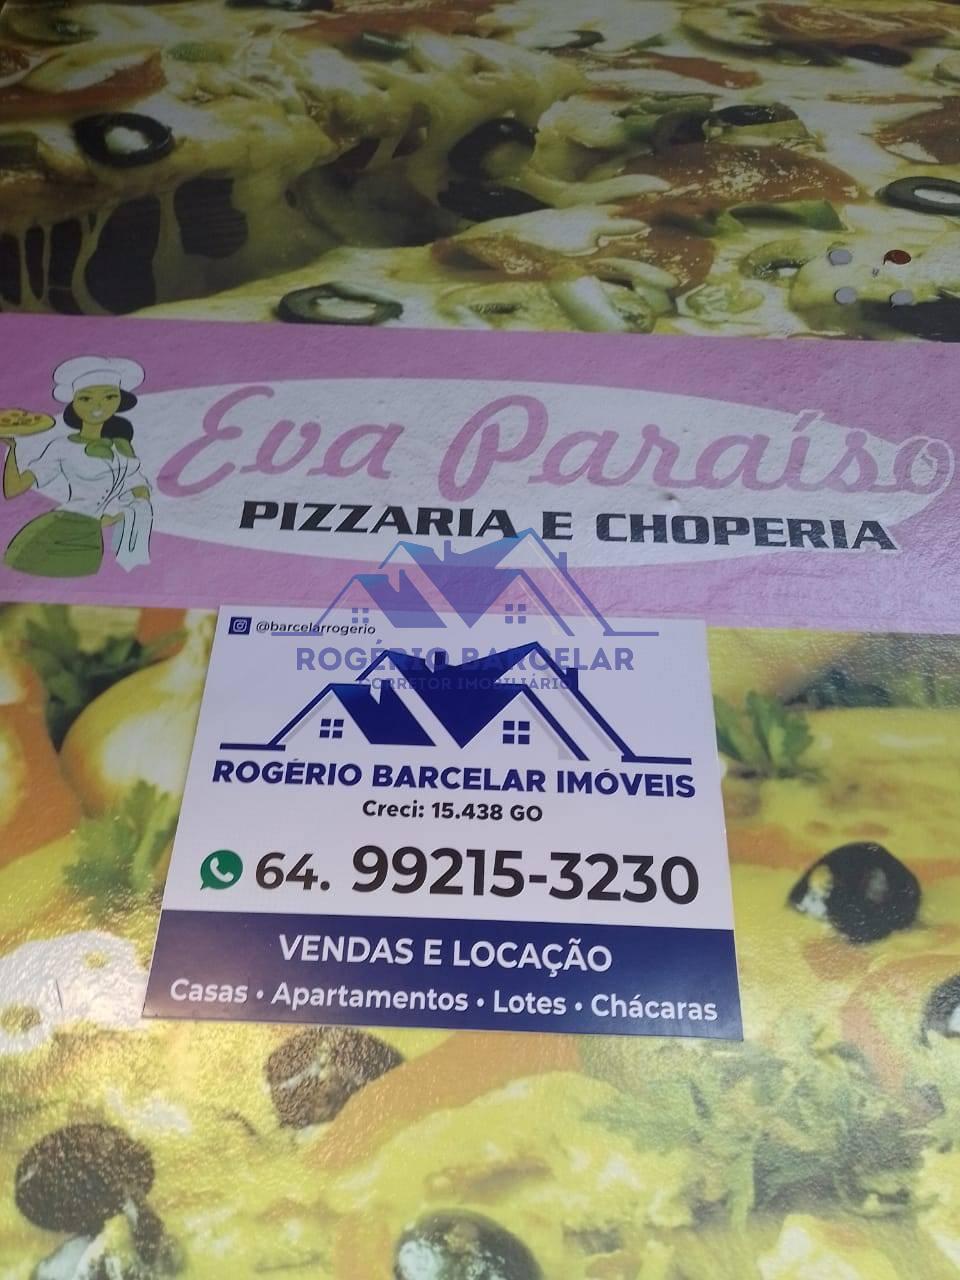 Eva Paraíso
PIZZARIA E CHOPERIA
@barcelarrogerio
ROGÉRIO BARCELAR
CORRETOR IMOBILIÁRIO
ROGÉRIO BARCELAR IMÓVEIS
Creci: 15.438 GO
64. 99215-3230
VENDAS E LOCAÇÃO
Casas • Apartamentos • Lotes • Chácaras